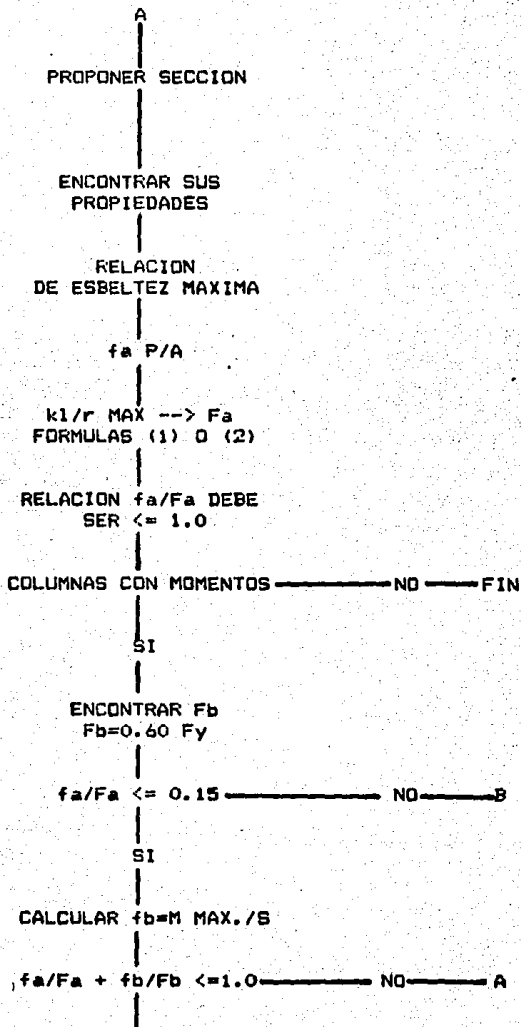 A
PROPONER SECCION
ENCONTRAR SUS
PROPIEDADES
RELACION
DE ESBELTEZ MAXIMA
fa P/A
kl/r MAX --> Fa
FORMULAS (1) O (2)
RELACION fa/Fa DEBE
SER <= 1.0
COLUMNAS CON MOMENTOS NO FIN
SI
ENCONTRAR Fb
Fb=0.60 Fy
fa/Fa <= 0.15 NO B
SI
CALCULAR fb=M MAX./S
fa/Fa + fb/Fb <=1.0 NO A